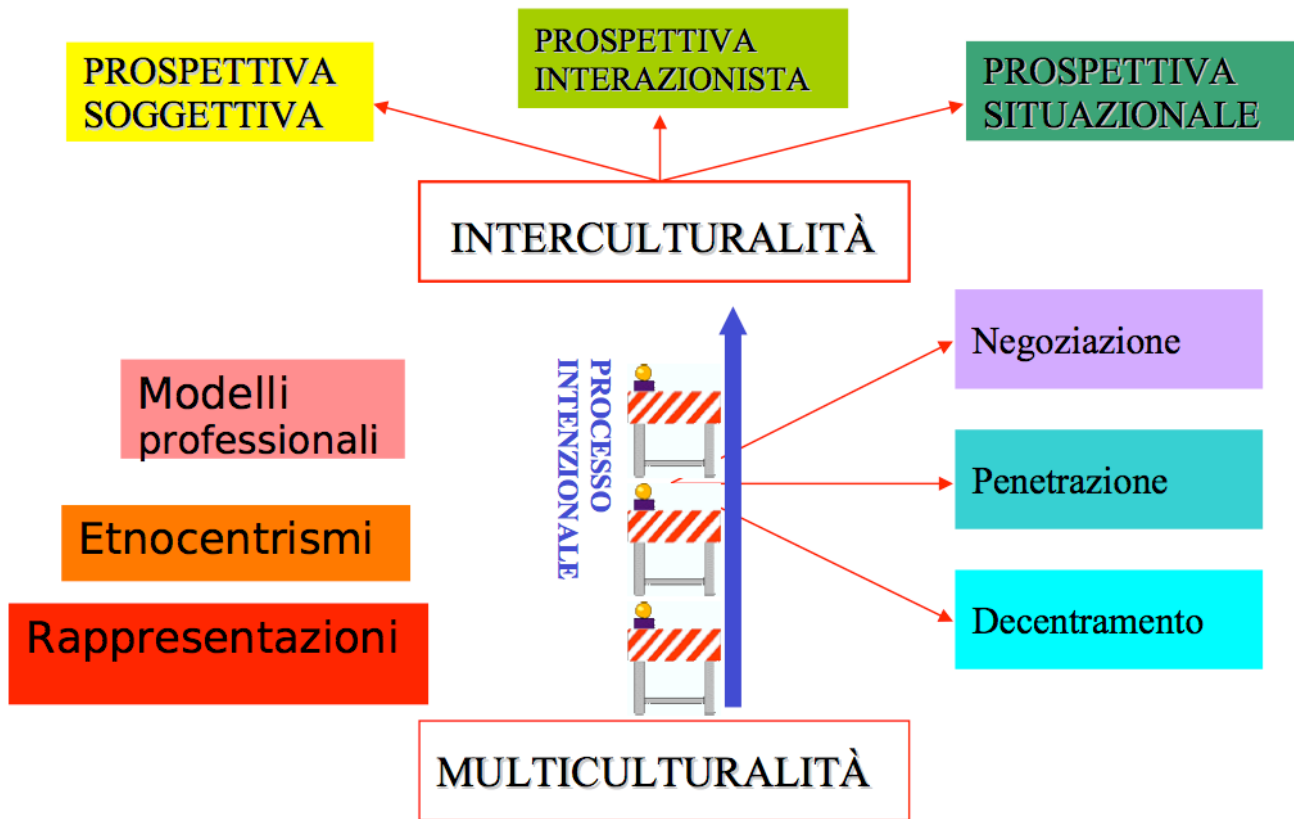 PROSPETTIVA
SOGGETTIVA
PROSPETTIVA
INTERAZIONISTA
PROSPETTIVA
SITUAZIONALE
INTERCULTURALITÀ
Modelli
professionali
Etnocentrismi
Rappresentazioni
PROCESSO
INTENZIONALE
Negoziazione
Penetrazione
Decentramento
MULTICULTURALITÀ